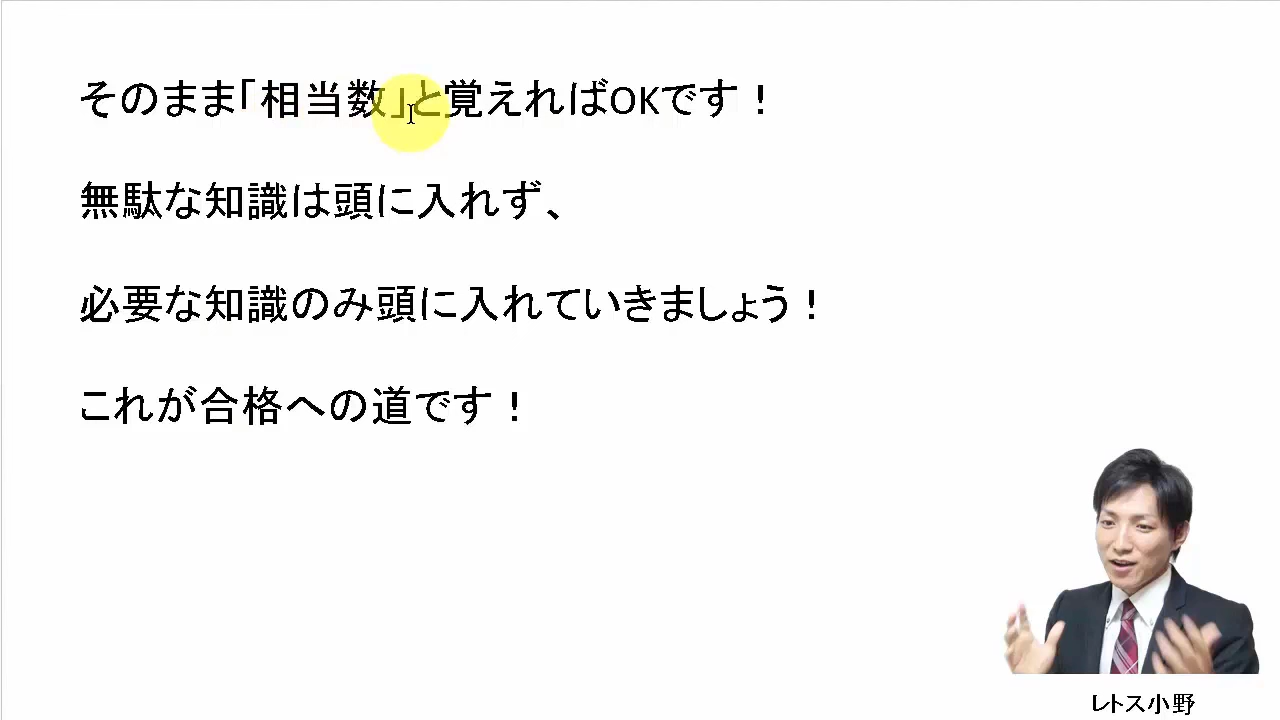 そのまま「相当数」と覚えればOKです！
無駄な知識は頭に入れず、
必要な知識のみ頭に入れていきましょう！
これが合格への道です！
レトス小野